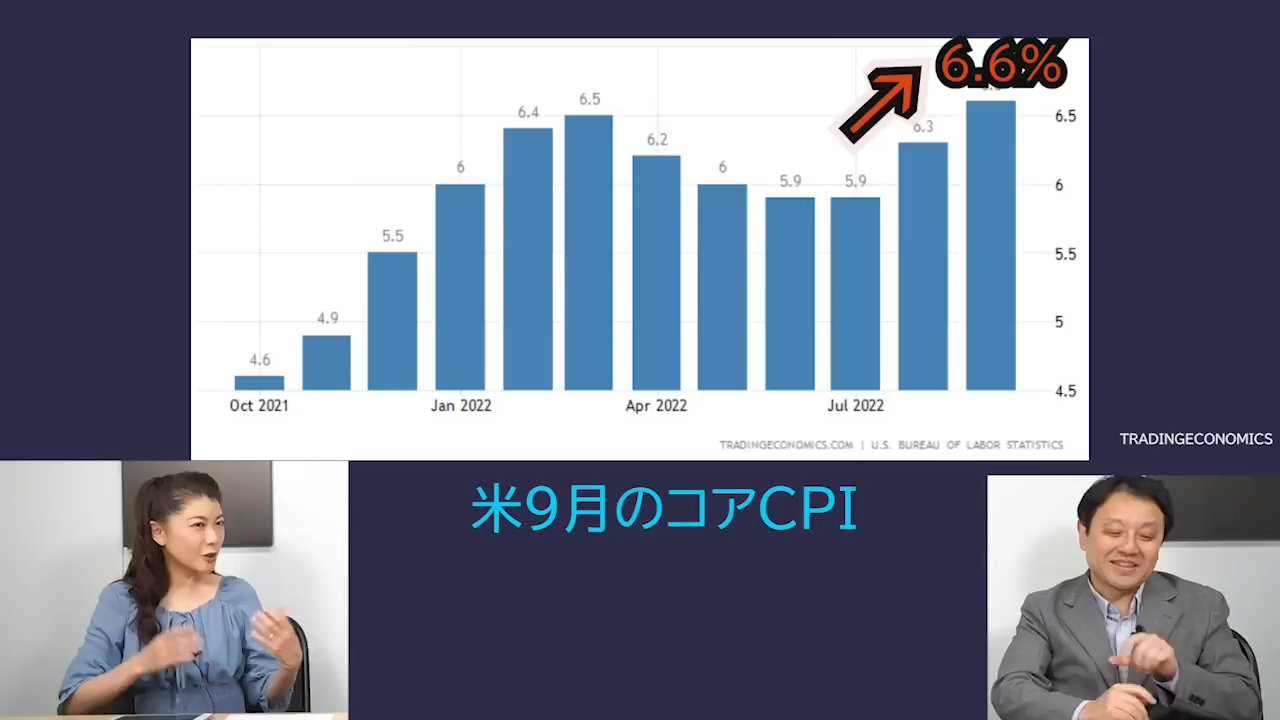 6.6%
6.5
6.4
6.2
6
5.9
5.9
6.3
6
5.5
4.9
4.6
6.5
6
5.5
5
4.5
Oct 2021
Jan 2022
Apr 2022
Jul 2022
TRADINGECONOMICS.COM | U.S. BUREAU OF LABOR STATISTICS
TRADINGECONOMICS
米9月のコアCPI